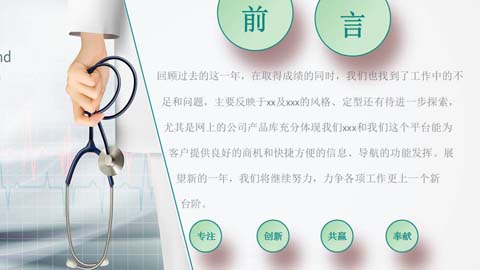 nd
前 言
回顾过去的这一年，在取得成绩的同时，我们也找到了工作中的不
足和问题，主要反映于xx及xxx的风格、定型还有待进一步探索，
尤其是网上的公司产品库充分体现我们xxx和我们这个平台能为
客户提供良好的商机和快捷方便的信息、导航的功能发挥。展
望新的一年，我们将继续努力，力争各项工作更上一个新
台阶。
专注 创新 共赢 奉献